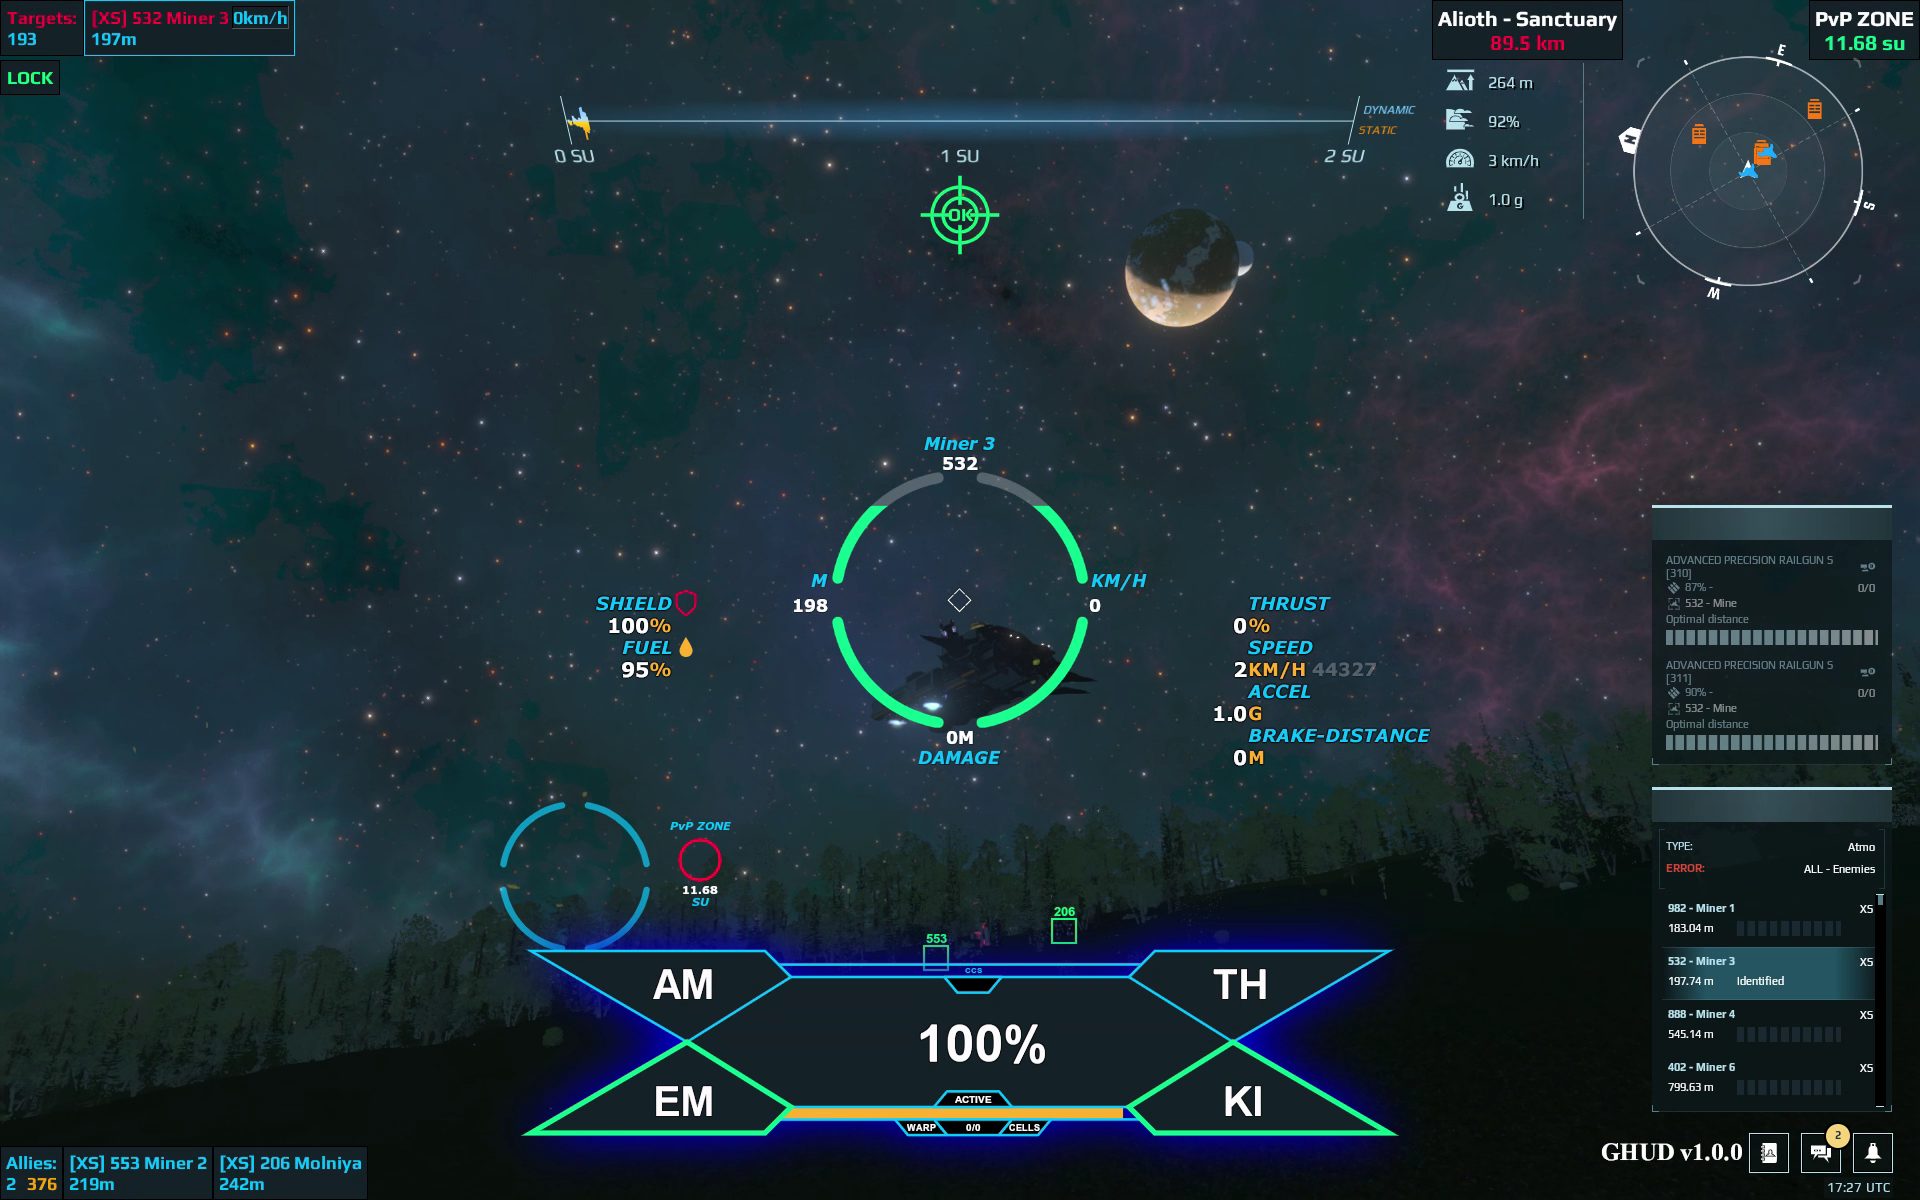 Targets:
193
[XS] 532 Miner 3 0km/h
197m
LOCK
Alioth - Sanctuary
89.5 km
PvP ZONE
11.68 su
264 m
92%
3 km/h
1.0 g
E
N
S
W
DYNAMIC
STATIC
0 SU
1 SU
2 SU
OK
Miner 3
532
M
198
KM/H
0
0M
DAMAGE
SHIELD
100%
FUEL
95%
THRUST
0%
SPEED
2KM/H 44327
ACCEL
1.0G
BRAKE-DISTANCE
0M
ADVANCED PRECISION RAILGUN S
[310]
87% -
0/0
532 - Mine
Optimal distance
ADVANCED PRECISION RAILGUN S
[311]
90% -
0/0
532 - Mine
Optimal distance
TYPE: Atmo
ERROR: ALL - Enemies
982 - Miner 1 XS
183.04 m
532 - Miner 3 XS
197.74 m Identified
888 - Miner 4 XS
545.14 m
402 - Miner 6 XS
799.63 m
PvP ZONE
11.68
SU
553
206
CCS
AM
TH
100%
EM
KI
ACTIVE
WARP 0/0 CELLS
Allies:
2 376
[XS] 553 Miner 2
219m
[XS] 206 Molniya
242m
GHUD v1.0.0
2
17:27 UTC